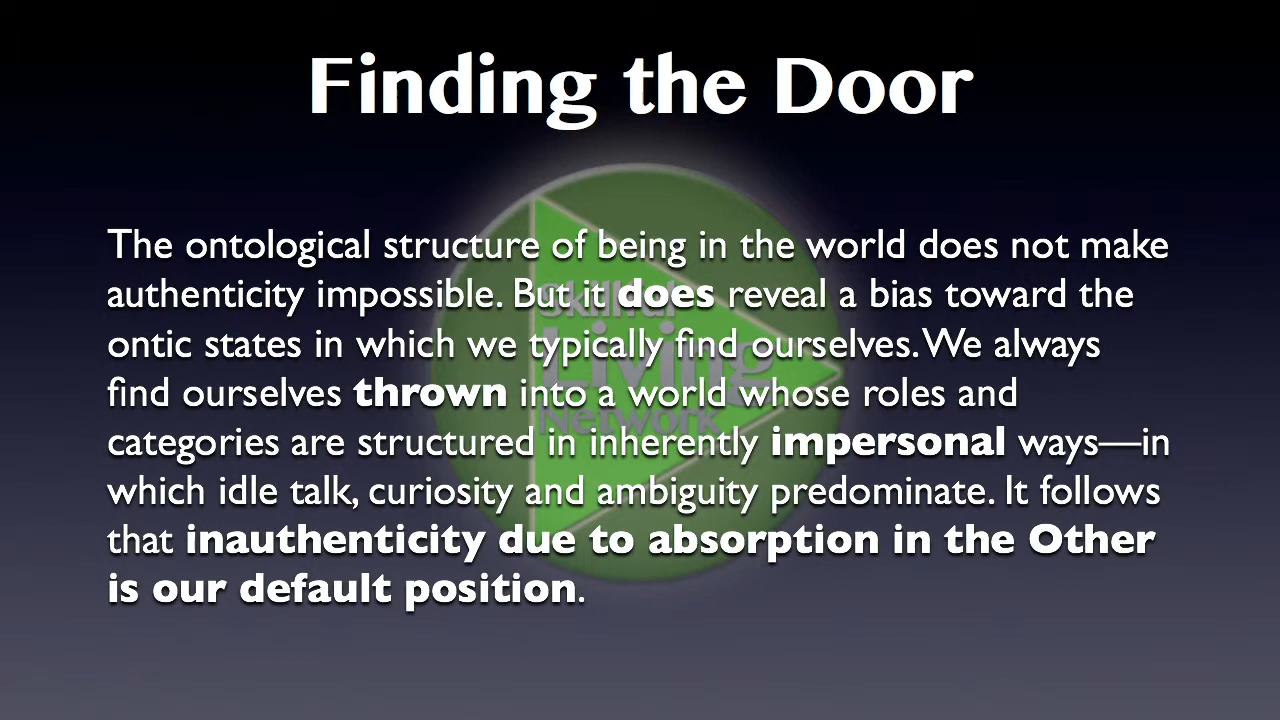 Finding the Door
The ontological structure of being in the world does not make
authenticity impossible. But it does reveal a bias toward the
ontic states in which we typically find ourselves. We always
find ourselves thrown into a world whose roles and
categories are structured in inherently impersonal ways—in
which idle talk, curiosity and ambiguity predominate. It follows
that inauthenticity due to absorption in the Other
is our default position.
Skillful
Living
Network